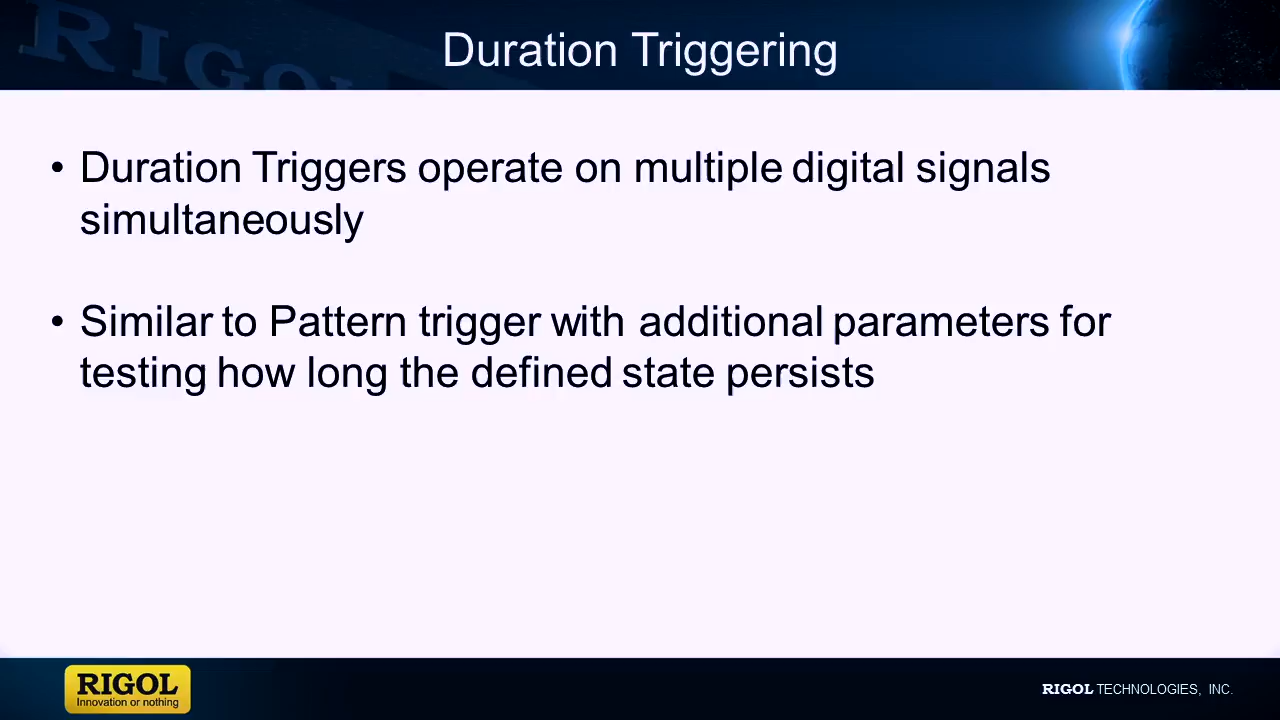 RIGOL
Duration Triggering
• Duration Triggers operate on multiple digital signals
simultaneously
• Similar to Pattern trigger with additional parameters for
testing how long the defined state persists
RIGOL
Innovation or nothing
RIGOL TECHNOLOGIES, INC.